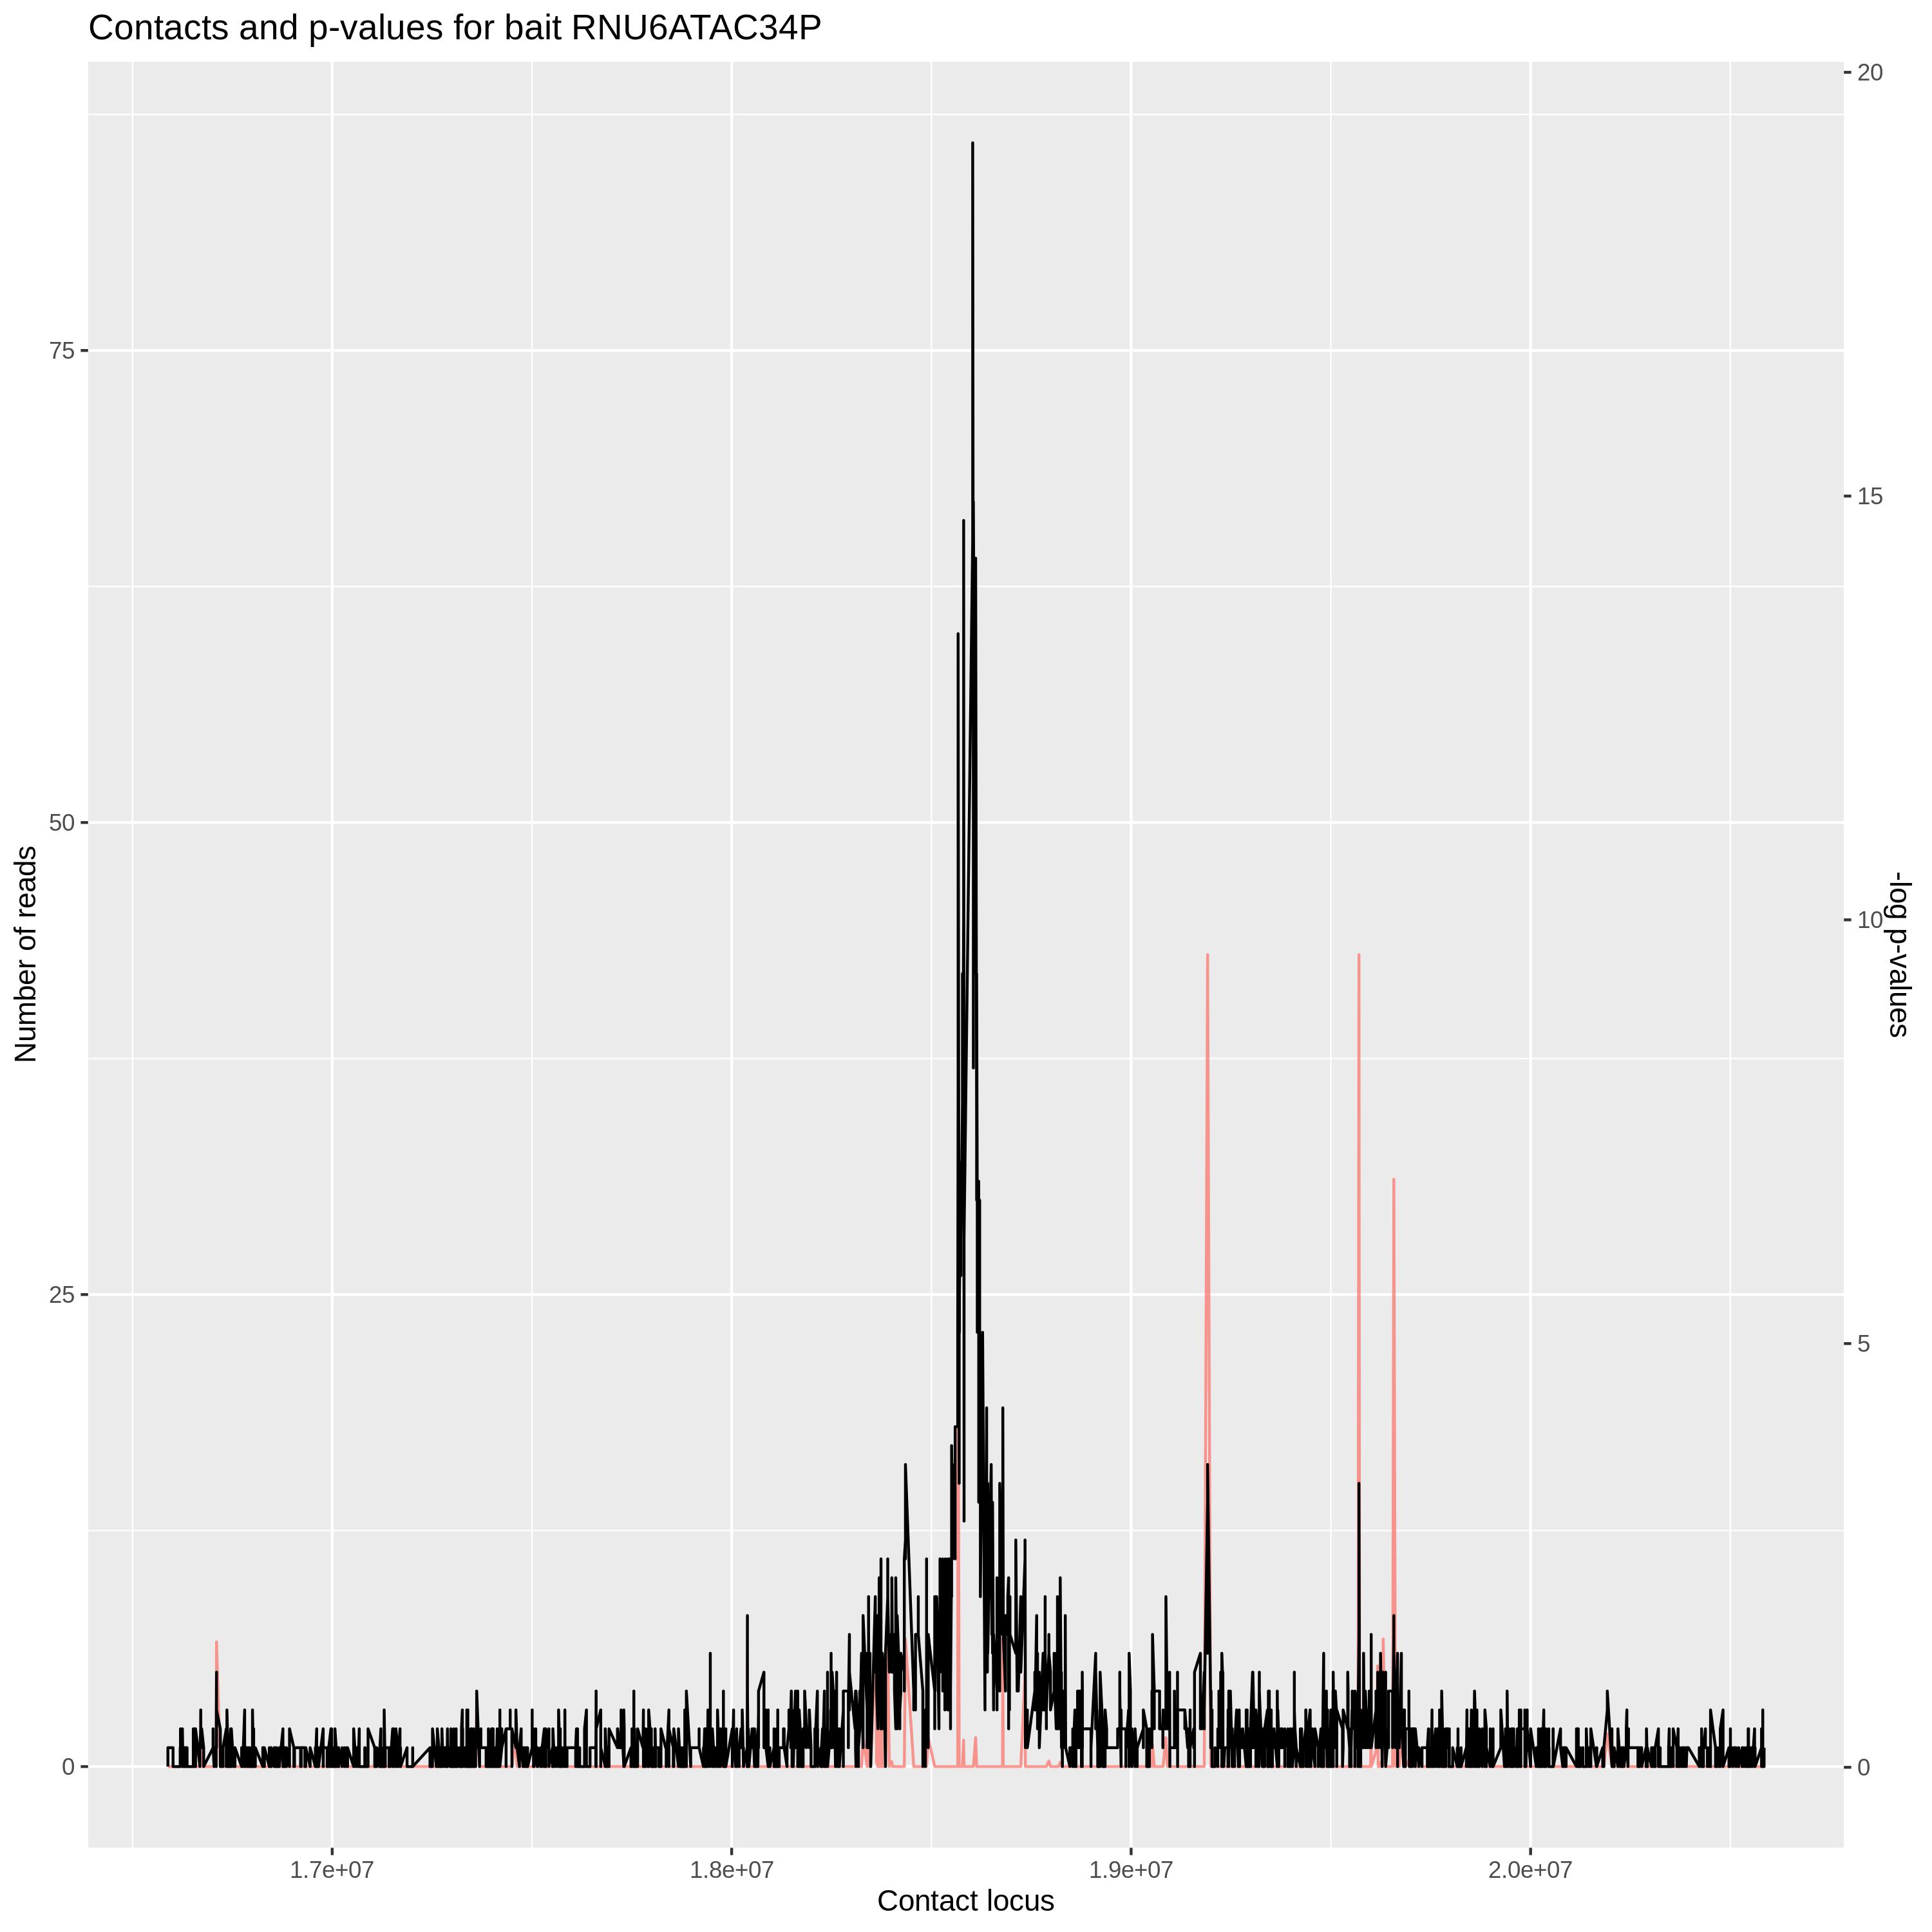 Contacts and p-values for bait RNU6ATAC34P
20
75
15
50
10
25
5
0
0
Number of reads
-log p-values
1.7e+07
1.8e+07
1.9e+07
2.0e+07
Contact locus